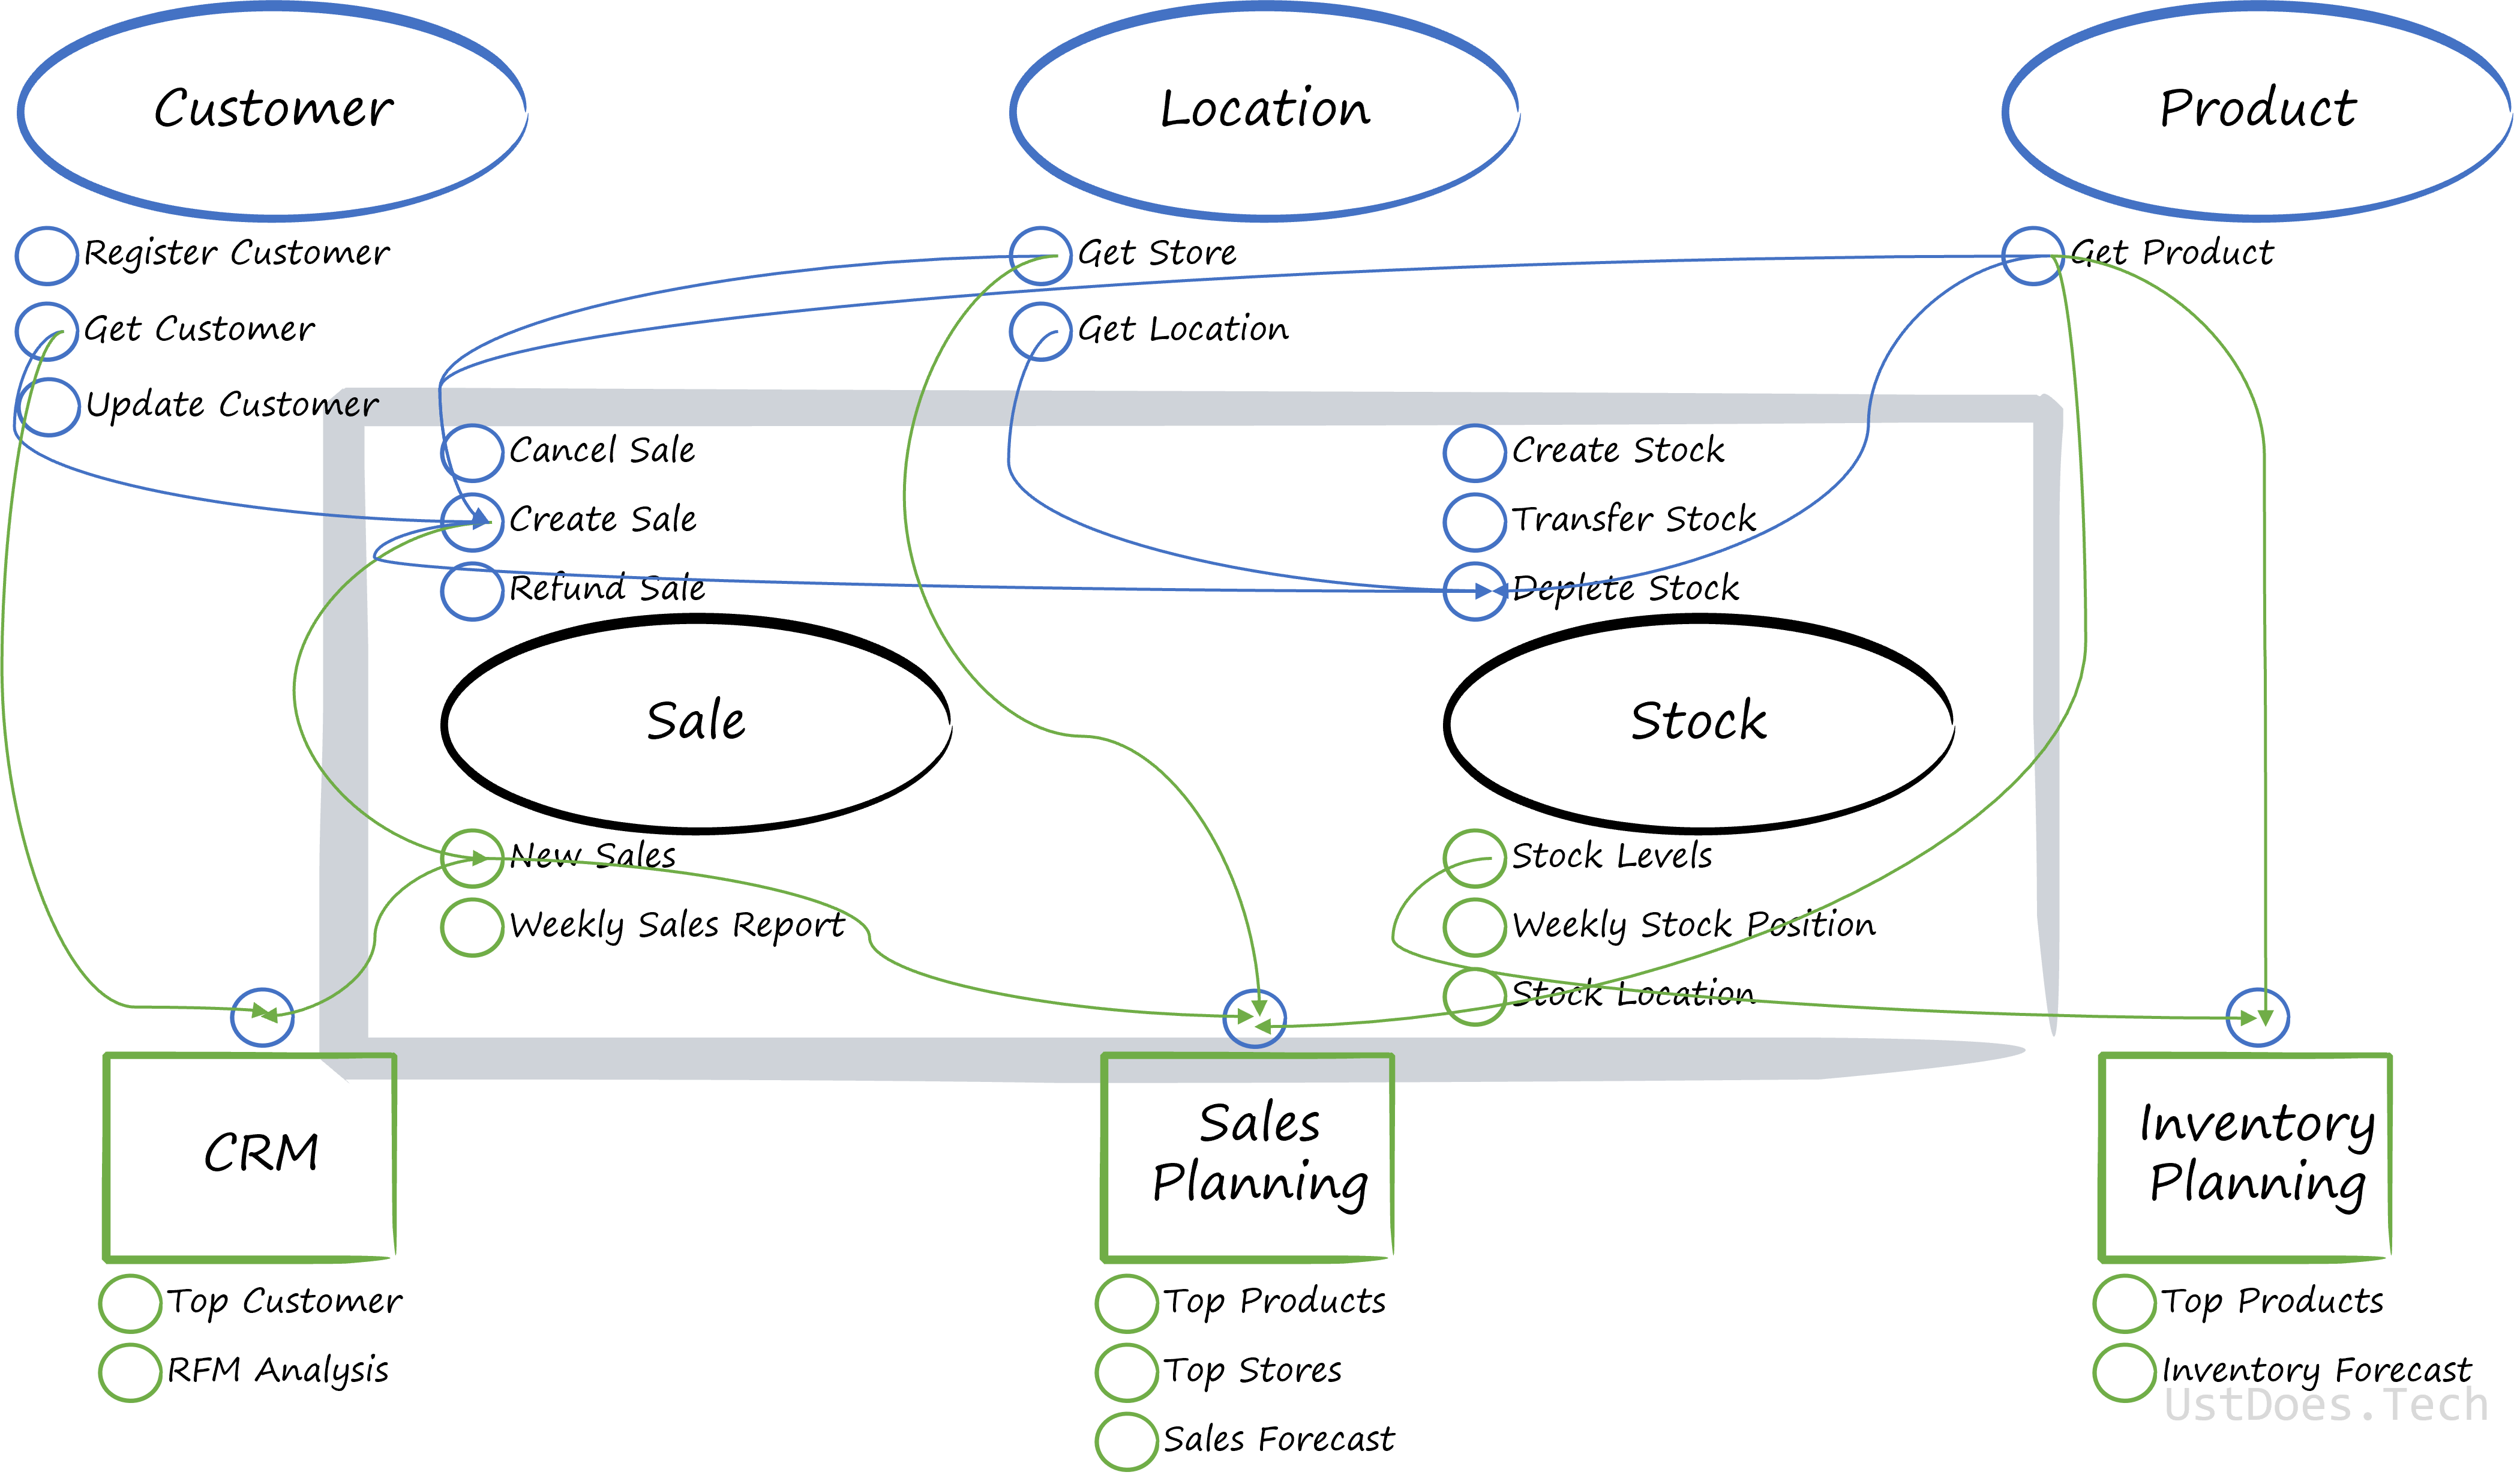 Customer
Location
Product
Register Customer
Get Store
Get Product
Get Customer
Get Location
Update Customer
Cancel Sale
Create Stock
Create Sale
Transfer Stock
Refund Sale
Deplete Stock
Sale
Stock
New Sales
Stock Levels
Weekly Sales Report
Weekly Stock Position
Stock Location
CRM
Sales
Planning
Inventory
Planning
Top Customer
Top Products
Top Products
RFM Analysis
Top Stores
Inventory Forecast
UstDoes.Tech
Sales Forecast